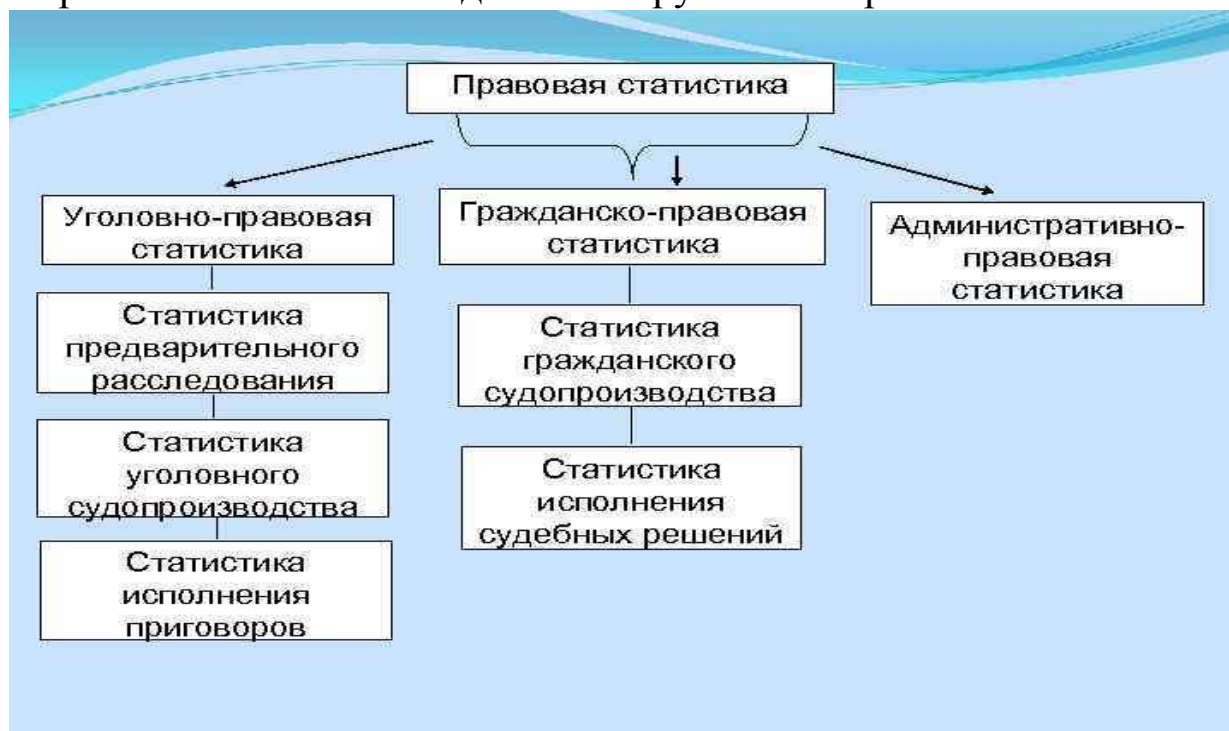 Правовая статистика
Уголовно-правовая
статистика
Гражданско-правовая
статистика
Административно-
правовая
статистика
Статистика
предварительного
расследования
Статистика
гражданского
судопроизводства
Статистика
уголовного
судопроизводства
Статистика
исполнения
судебных решений
Статистика
исполнения
приговоров